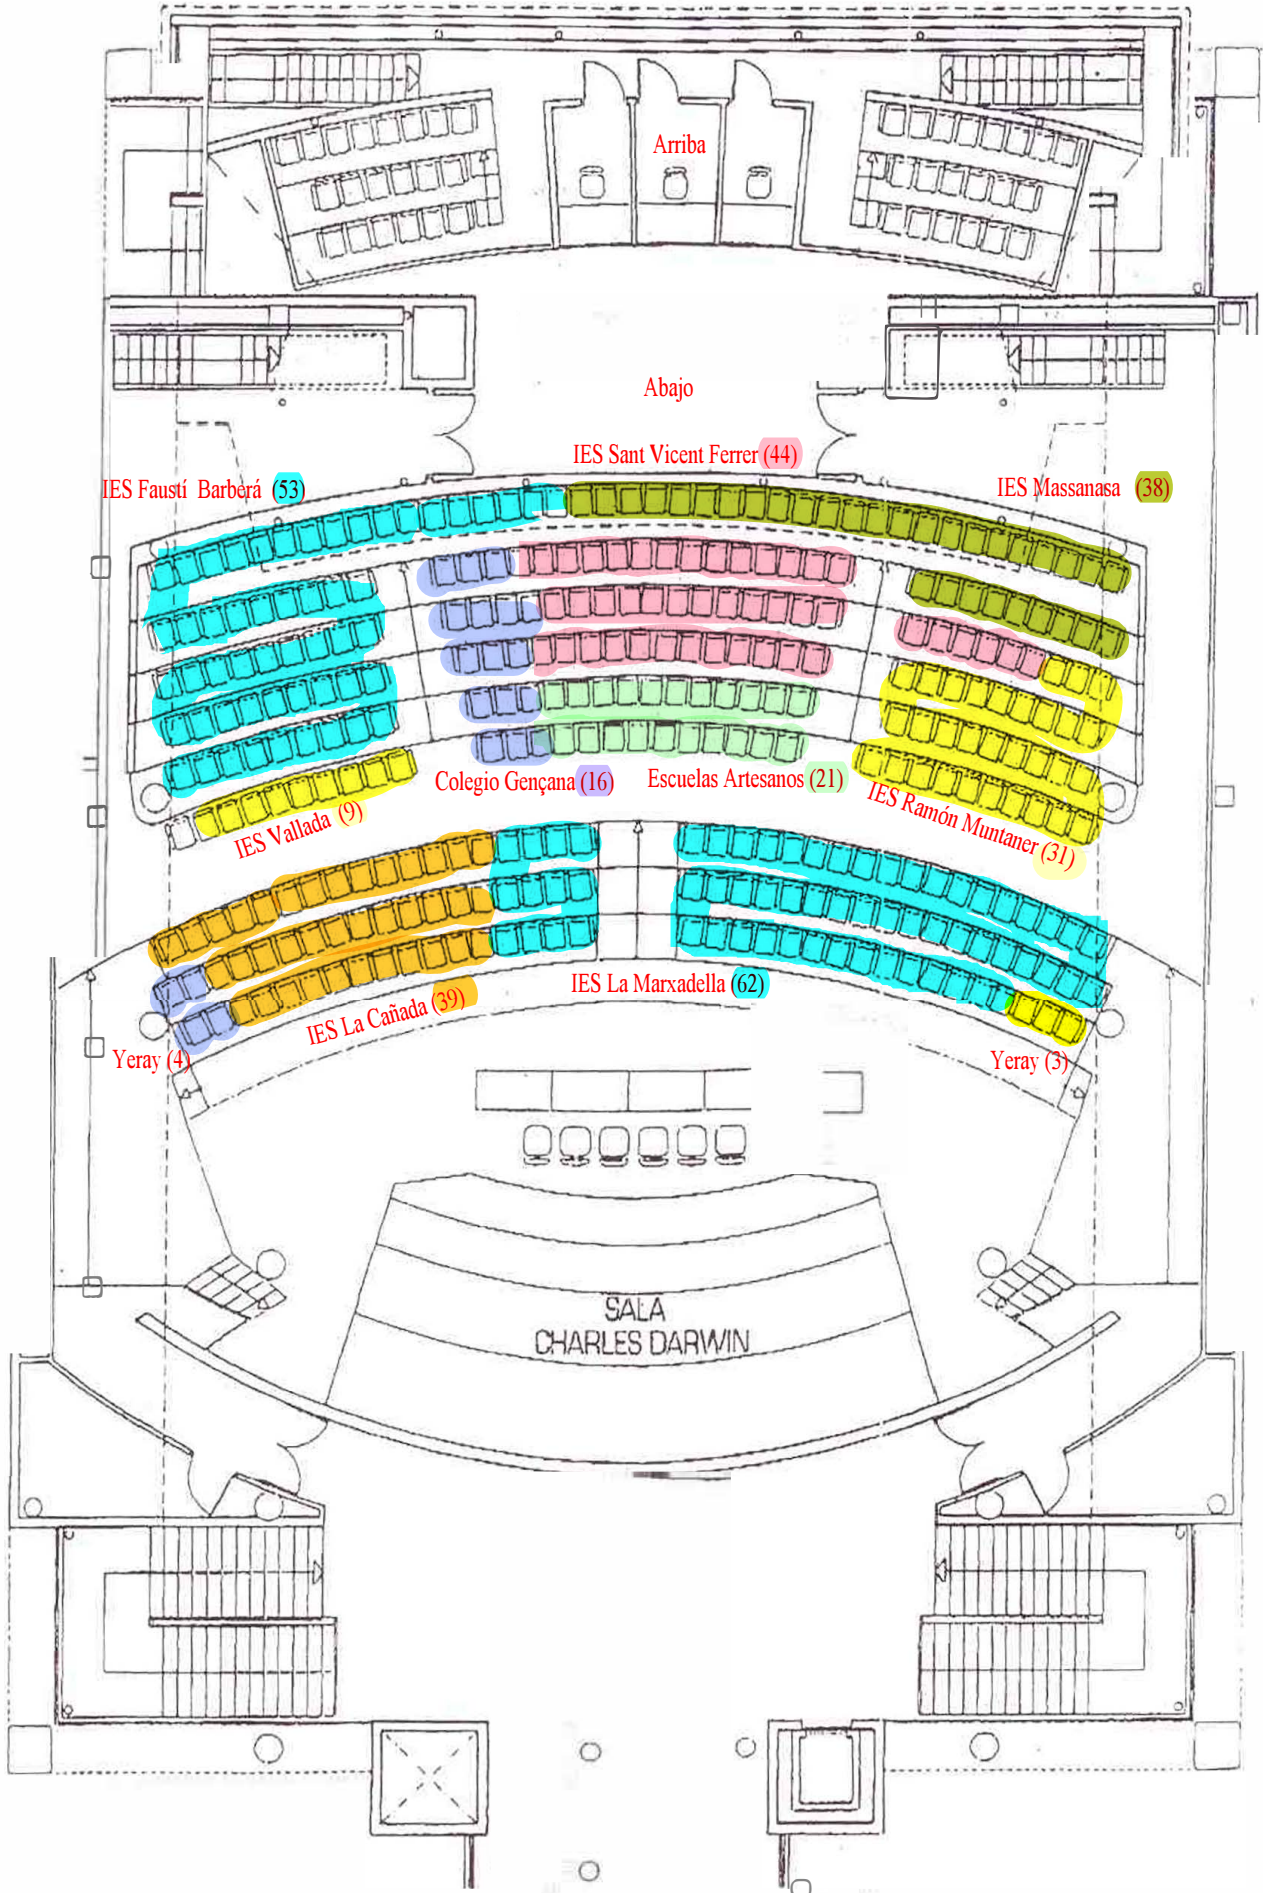 Arriba
Abajo
IES Sant Vicent Ferrer (44)
IES Faustí Barberá (53)
IES Massanasa (38)
Colegio Gençana (16)
Escuelas Artesanos (21)
IES Vallada (9)
IES Ramón Muntaner (31)
IES La Marxadella (62)
IES La Cañada (39)
Yeray (4)
Yeray (3)
SALA
CHARLES DARWIN